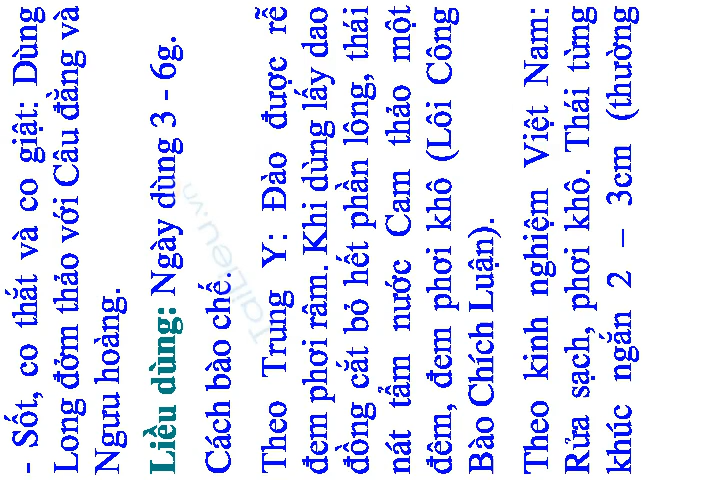 - Sốt, co thắt và co giật: Dùng
Long đởm thảo với Câu đằng và
Ngưu hoàng.
Liều dùng: Ngày dùng 3 - 6g.
Cách bào chế:
Theo Trung Y: Đào được rễ
đem phơi râm. Khi dùng lấy dao
đồng cắt bỏ hết phần lông, thái
nát tẩm nước Cam thảo một
đêm, đem phơi khô (Lôi Công
Bào Chích Luận).
Theo kinh nghiệm Việt Nam:
Rửa sạch, phơi khô. Thái từng
khúc ngắn 2 – 3cm (thường
TaiLieu.vn